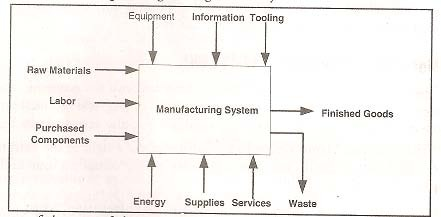 Equipment Information Tooling
Raw Materials
Labor
Manufacturing System
Finished Goods
Purchased
Components
Energy Supplies Services Waste